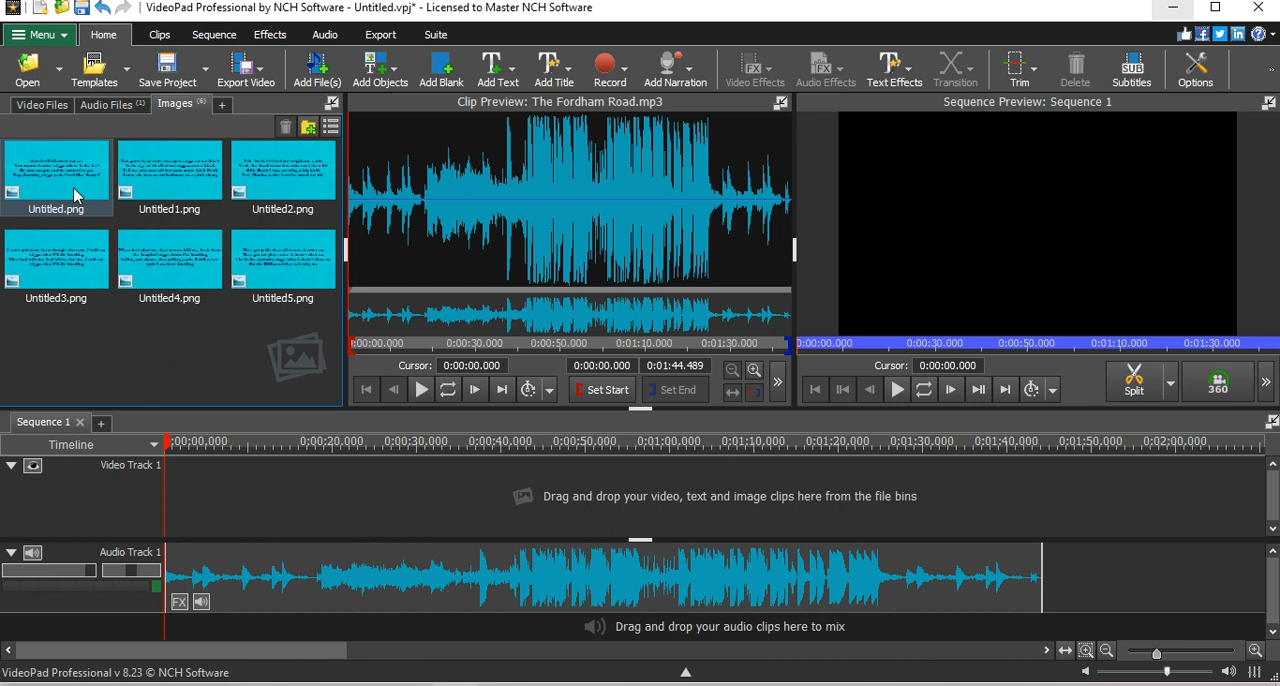 VideoPad Professional by NCH Software - Untitled.vpj* - Licensed to Master NCH Software
Menu Home Clips Sequence Effects Audio Export Suite
Open Templates Save Project Export Video Add File(s) Add Objects Add Blank Add Text Add Title Record Add Narration Video Effects Audio Effects Text Effects Transition Trim Delete Subtitles Options
Video Files Audio Files (1) Images (6) +
Clip Preview: The Fordham Road.mp3
Sequence Preview: Sequence 1
Untitled.png Untitled1.png Untitled2.png
Untitled3.png Untitled4.png Untitled5.png
0:00:00.000 0:00:30.000 0:00:50.000 0:01:10.000 0:01:30.000
0:00:00.000 0:00:30.000 0:00:50.000 0:01:10.000 0:01:30.000
Cursor: 0:00:00.000 0:00:00.000 0:01:44.489
Set Start Set End
Cursor: 0:00:00.000
Split 360
Sequence 1 +
Timeline
0:00:00.000 0:00:20.000 0:00:30.000 0:00:40.000 0:00:50.000 0:01:00.000 0:01:10.000 0:01:20.000 0:01:30.000 0:01:40.000 0:01:50.000 0:02:00.000
Video Track 1
Drag and drop your video, text and image clips here from the file bins
Audio Track 1
FX
Drag and drop your audio clips here to mix
VideoPad Professional v 8.23 © NCH Software